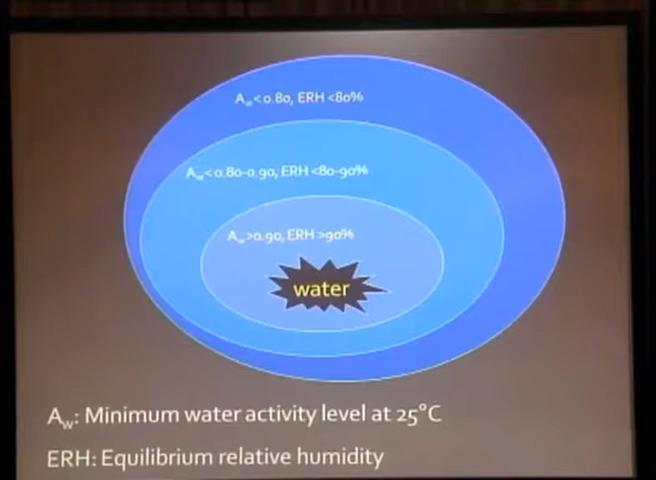 Aw<0.80, ERH <80%
Aw<0.80-0.90, ERH <80-90%
Aw>0.90, ERH >90%
water
Aw: Minimum water activity level at 25°C
ERH: Equilibrium relative humidity